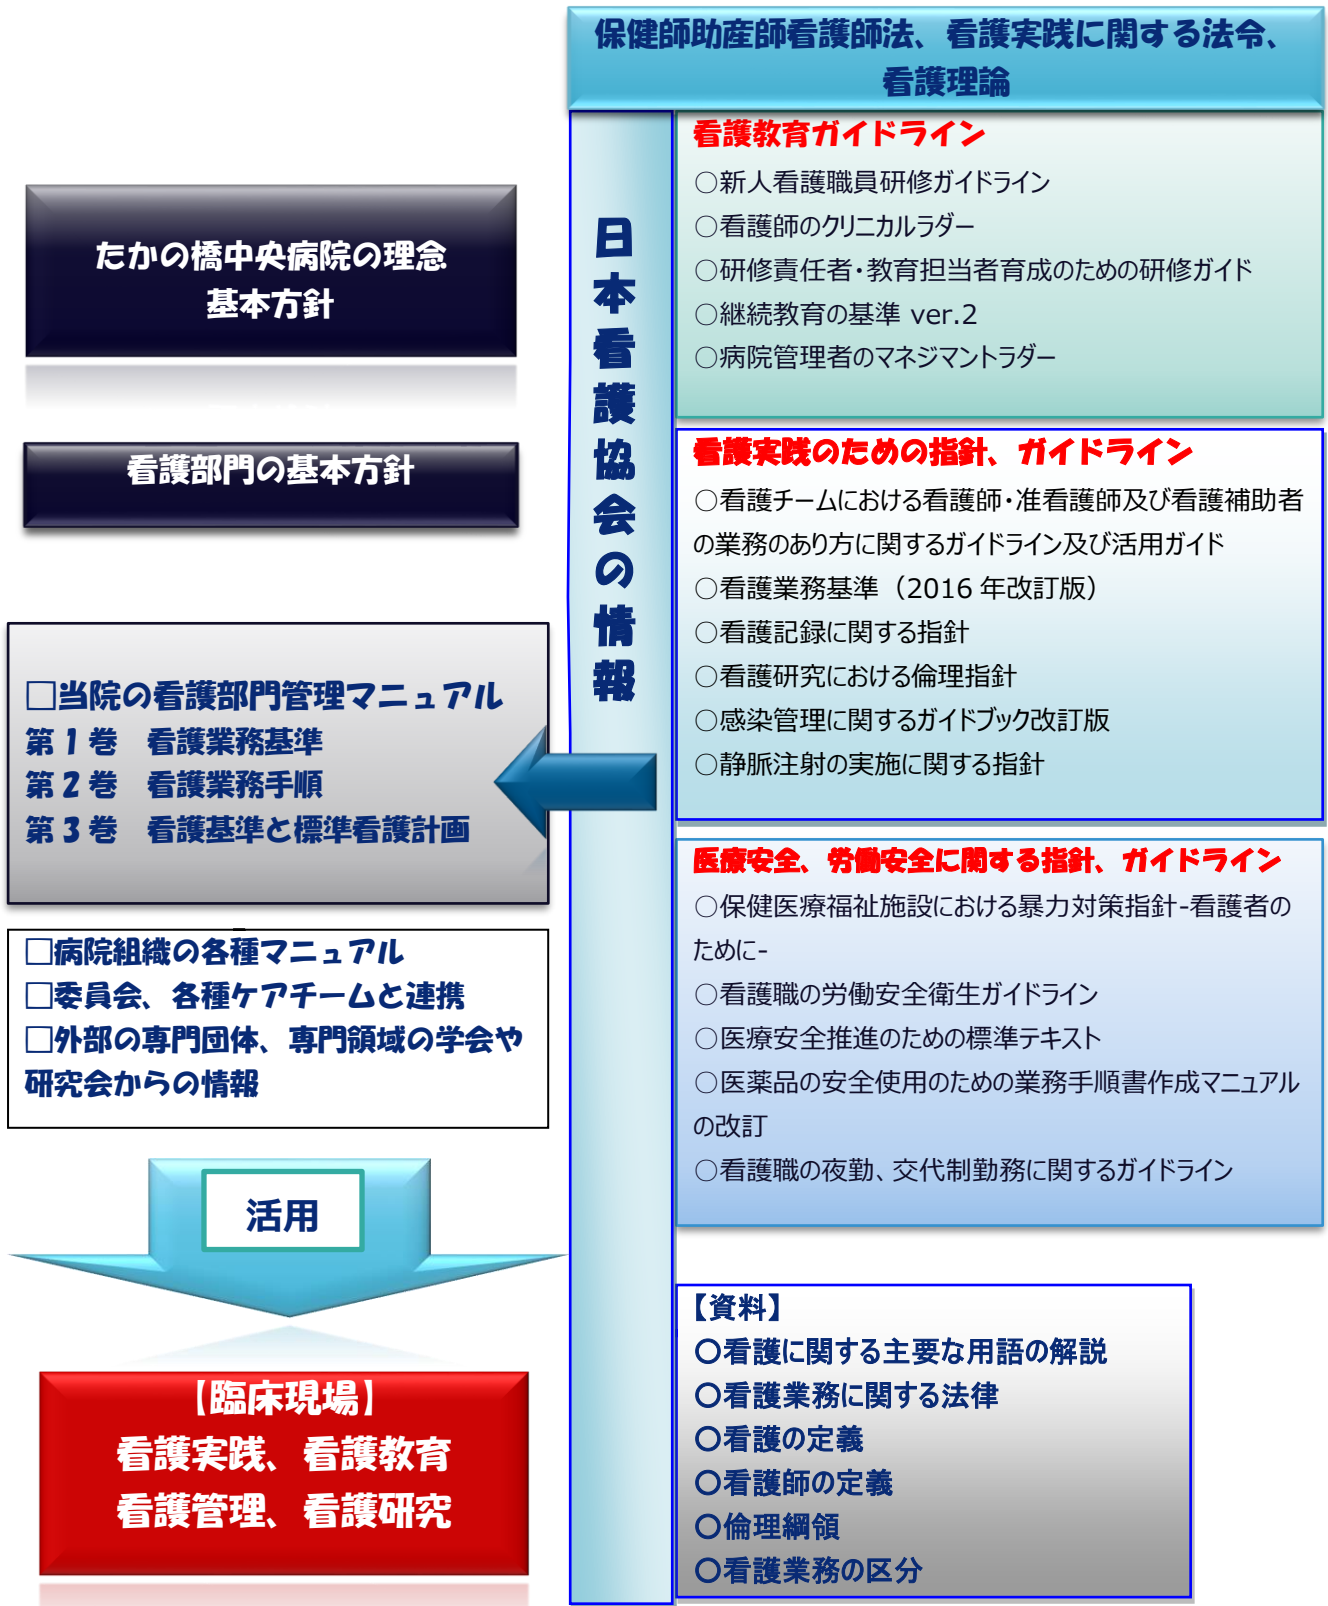 保健師助産師看護師法、看護実践に関する法令、
看護理論
たかの橋中央病院の理念
基本方針
看護部門の基本方針
□当院の看護部門管理マニュアル
第1巻　看護業務基準
第2巻　看護業務手順
第3巻　看護基準と標準看護計画
□病院組織の各種マニュアル
□委員会、各種ケアチームと連携
□外部の専門団体、専門領域の学会や
研究会からの情報
活用
【臨床現場】
看護実践、看護教育
看護管理、看護研究
日本看護協会の情報
看護教育ガイドライン
○新人看護職員研修ガイドライン
○看護師のクリニカルラダー
○研修責任者・教育担当者育成のための研修ガイド
○継続教育の基準 ver.2
○病院管理者のマネジマントラダー
看護実践のための指針、ガイドライン
○看護チームにおける看護師・准看護師及び看護補助者
の業務のあり方に関するガイドライン及び活用ガイド
○看護業務基準（2016 年改訂版）
○看護記録に関する指針
○看護研究における倫理指針
○感染管理に関するガイドブック改訂版
○静脈注射の実施に関する指針
医療安全、労働安全に関する指針、ガイドライン
○保健医療福祉施設における暴力対策指針-看護者の
ために-
○看護職の労働安全衛生ガイドライン
○医療安全推進のための標準テキスト
○医薬品の安全使用のための業務手順書作成マニュアル
の改訂
○看護職の夜勤、交代制勤務に関するガイドライン
【資料】
〇看護に関する主要な用語の解説
〇看護業務に関する法律
〇看護の定義
〇看護師の定義
〇倫理綱領
〇看護業務の区分